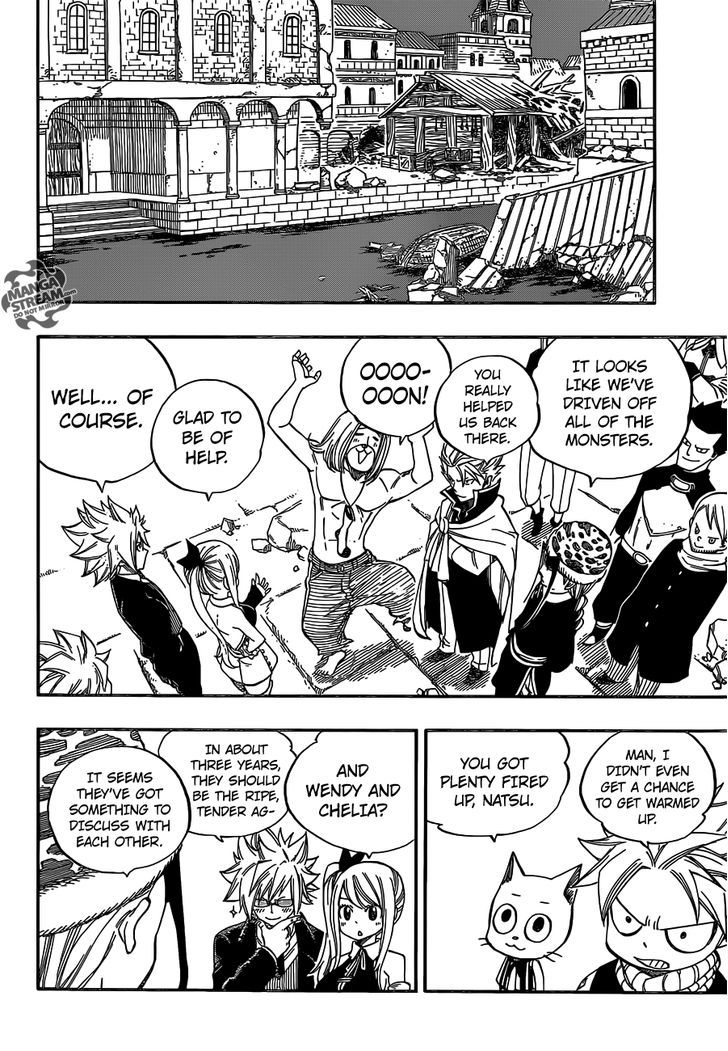 MANGA
STREAM.com
DO NOT MIRROR
IT LOOKS
LIKE WE'VE
DRIVEN OFF
ALL OF THE
MONSTERS.
YOU
REALLY
HELPED
US BACK
THERE.
OOOO-
OOON!
GLAD TO
BE OF
HELP.
WELL... OF
COURSE.
MAN, I
DIDN'T EVEN
GET A CHANCE
TO GET WARMED
UP.
YOU GOT
PLENTY FIRED
UP, NATSU.
AND
WENDY AND
CHELIA?
IN ABOUT
THREE YEARS,
THEY SHOULD
BE THE RIPE,
TENDER AG-
IT SEEMS
THEY'VE GOT
SOMETHING TO
DISCUSS WITH
EACH OTHER.